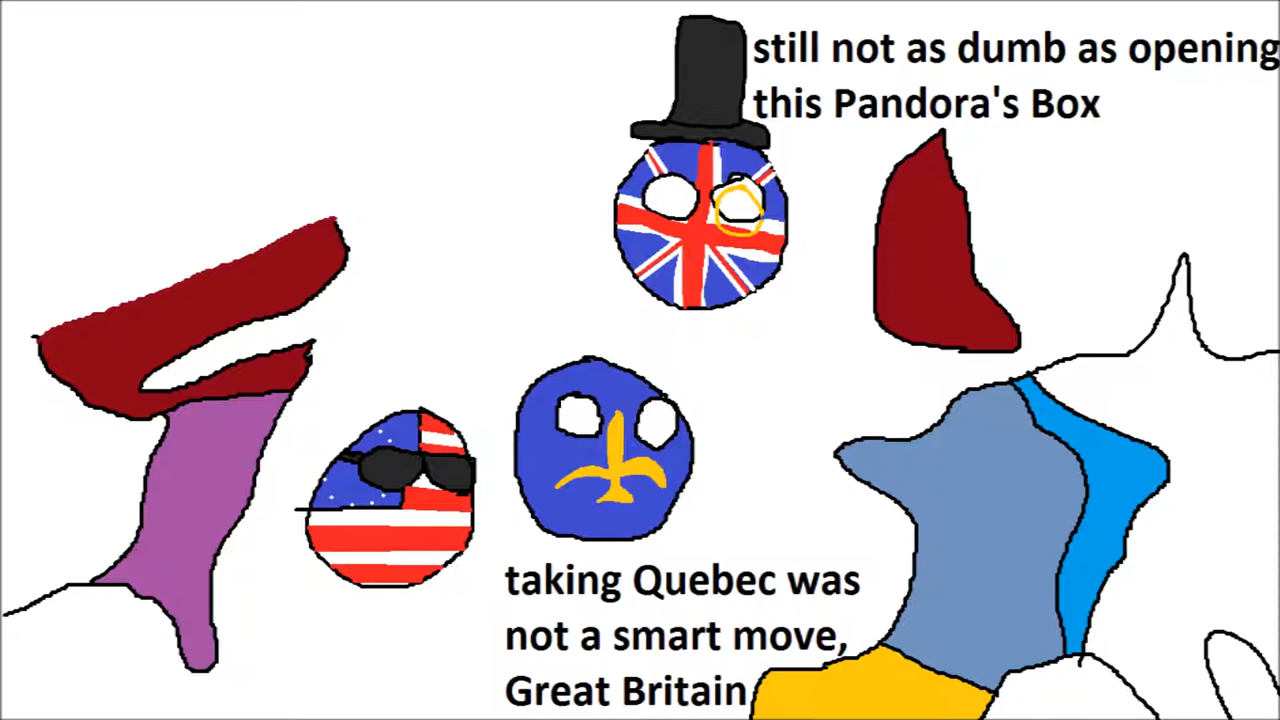 still not as dumb as opening
this Pandora's Box
taking Quebec was
not a smart move,
Great Britain